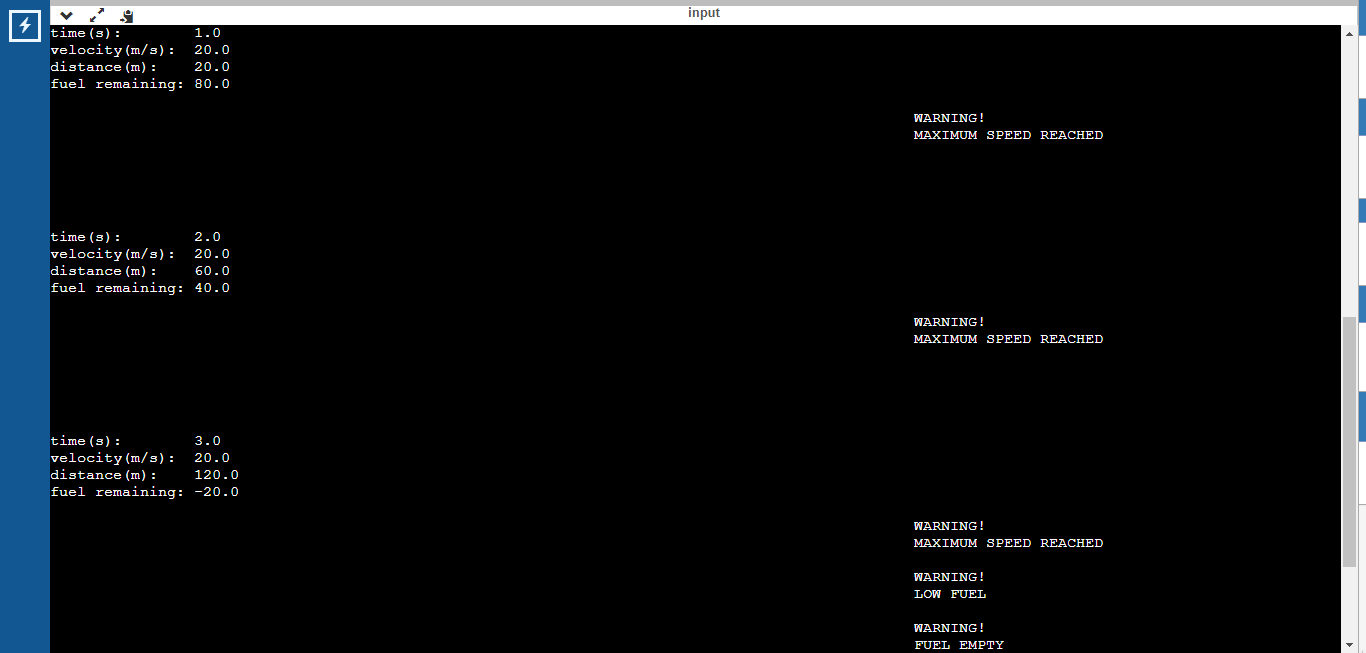 input
time(s): 1.0
velocity(m/s): 20.0
distance(m): 20.0
fuel remaining: 80.0
WARNING!
MAXIMUM SPEED REACHED
time(s): 2.0
velocity(m/s): 20.0
distance(m): 60.0
fuel remaining: 40.0
WARNING!
MAXIMUM SPEED REACHED
time(s): 3.0
velocity(m/s): 20.0
distance(m): 120.0
fuel remaining: -20.0
WARNING!
MAXIMUM SPEED REACHED
WARNING!
LOW FUEL
WARNING!
FUEL EMPTY